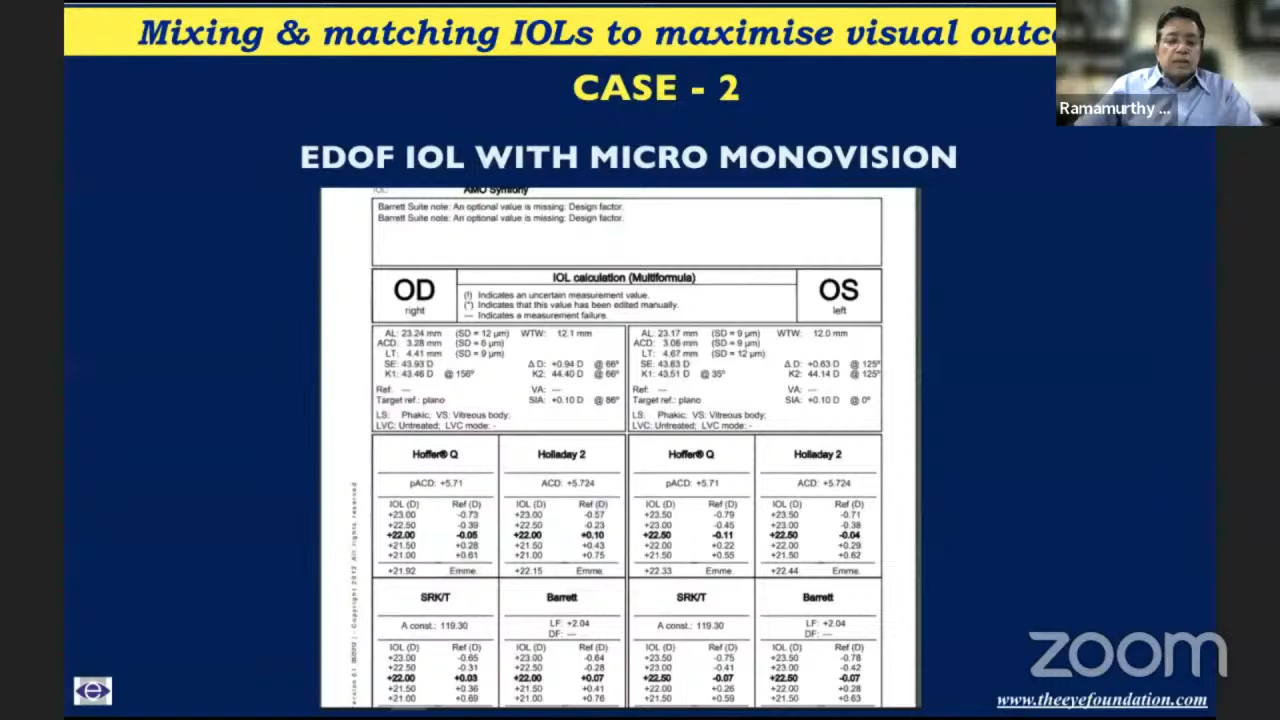 Mixing & matching IOLs to maximise visual outc
Ramamurthy ...
CASE - 2
EDOF IOL WITH MICRO MONOVISION
IOL: AMO Symfony
Barrett Suite note: An optional value is missing: Design factor.
Barrett Suite note: An optional value is missing: Design factor.
OD
right
IOL calculation (Multiformula)
(!) Indicates an uncertain measurement value.
(*) Indicates that this value has been edited manually.
--- Indicates a measurement failure.
OS
left
AL: 23.24 mm (SD = 12 µm) WTW: 12.1 mm
ACD: 3.28 mm (SD = 6 µm)
LT: 4.41 mm (SD = 9 µm)
SE: 43.93 D Δ D: +0.94 D @ 66°
K1: 43.46 D @ 156° K2: 44.40 D @ 66°
Ref: --- VA: ---
Target ref.: plano SIA: +0.10 D @ 86°
LS: Phakic; VS: Vitreous body;
LVC: Untreated; LVC mode: -
AL: 23.17 mm (SD = 9 µm) WTW: 12.0 mm
ACD: 3.06 mm (SD = 9 µm)
LT: 4.67 mm (SD = 12 µm)
SE: 43.83 D Δ D: +0.63 D @ 125°
K1: 43.51 D @ 35° K2: 44.14 D @ 125°
Ref: --- VA: ---
Target ref.: plano SIA: +0.10 D @ 0°
LS: Phakic; VS: Vitreous body;
LVC: Untreated; LVC mode: -
Hoffer® Q
pACD: +5.71
IOL (D) Ref (D)
+23.00 -0.73
+22.50 -0.39
+22.00 -0.05
+21.50 +0.28
+21.00 +0.61
+21.92 Emme.
Holladay 2
ACD: +5.724
IOL (D) Ref (D)
+23.00 -0.57
+22.50 -0.23
+22.00 +0.10
+21.50 +0.43
+21.00 +0.75
+22.15 Emme.
Hoffer® Q
pACD: +5.71
IOL (D) Ref (D)
+23.50 -0.79
+23.00 -0.45
+22.50 -0.11
+22.00 +0.22
+21.50 +0.55
+22.33 Emme.
Holladay 2
ACD: +5.724
IOL (D) Ref (D)
+23.50 -0.71
+23.00 -0.38
+22.50 -0.04
+22.00 +0.29
+21.50 +0.62
+22.44 Emme.
SRK/T
A const.: 119.30
IOL (D) Ref (D)
+23.00 -0.65
+22.50 -0.31
+22.00 +0.03
+21.50 +0.36
+21.00 +0.69
Barrett
LF: +2.04
DF: ---
IOL (D) Ref (D)
+23.00 -0.64
+22.50 -0.28
+22.00 +0.07
+21.50 +0.41
+21.00 +0.76
SRK/T
A const.: 119.30
IOL (D) Ref (D)
+23.50 -0.75
+23.00 -0.41
+22.50 -0.07
+22.00 +0.26
+21.50 +0.59
Barrett
LF: +2.04
DF: ---
IOL (D) Ref (D)
+23.50 -0.78
+23.00 -0.42
+22.50 -0.07
+22.00 +0.28
+21.50 +0.63
Copyright 2012 All rights reserved
zoom
www.theeyefoundation.com